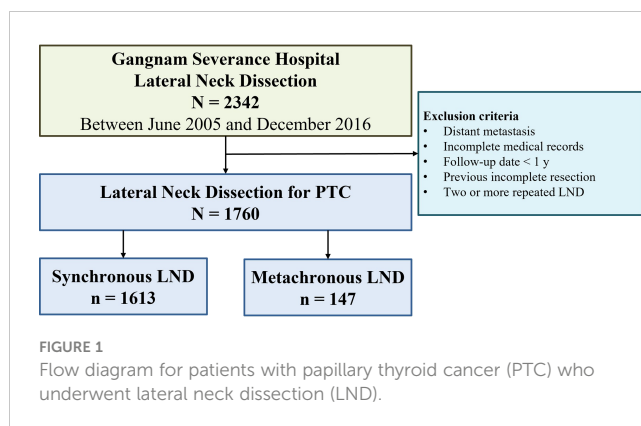 Gangnam Severance Hospital
Lateral Neck Dissection
N = 2342
Between June 2005 and December 2016
Exclusion criteria
• Distant metastasis
• Incomplete medical records
• Follow-up date < 1 y
• Previous incomplete resection
• Two or more repeated LND
Lateral Neck Dissection for PTC
N = 1760
Synchronous LND
n = 1613
Metachronous LND
n = 147
FIGURE 1
Flow diagram for patients with papillary thyroid cancer (PTC) who
underwent lateral neck dissection (LND).